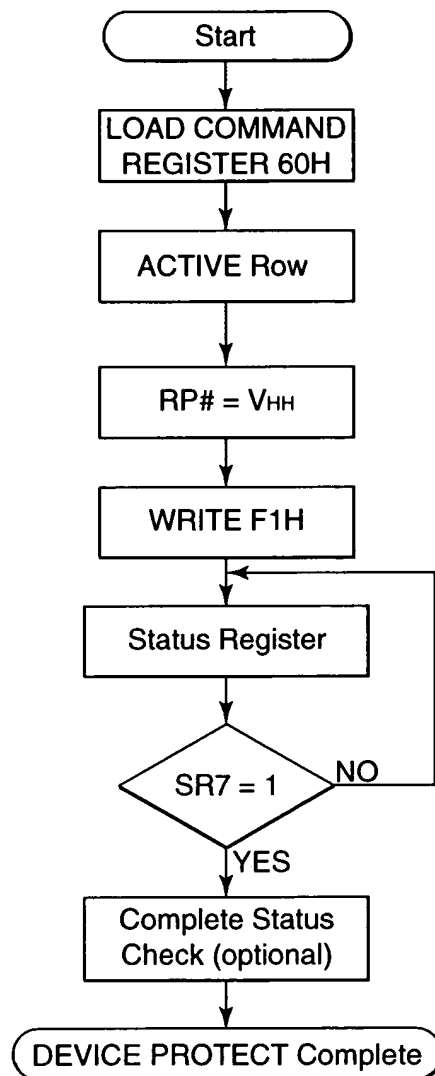 Start
LOAD COMMAND
REGISTER 60H
ACTIVE Row
RP# = VHH
WRITE F1H
Status Register
SR7 = 1
NO
YES
Complete Status
Check (optional)
DEVICE PROTECT Complete